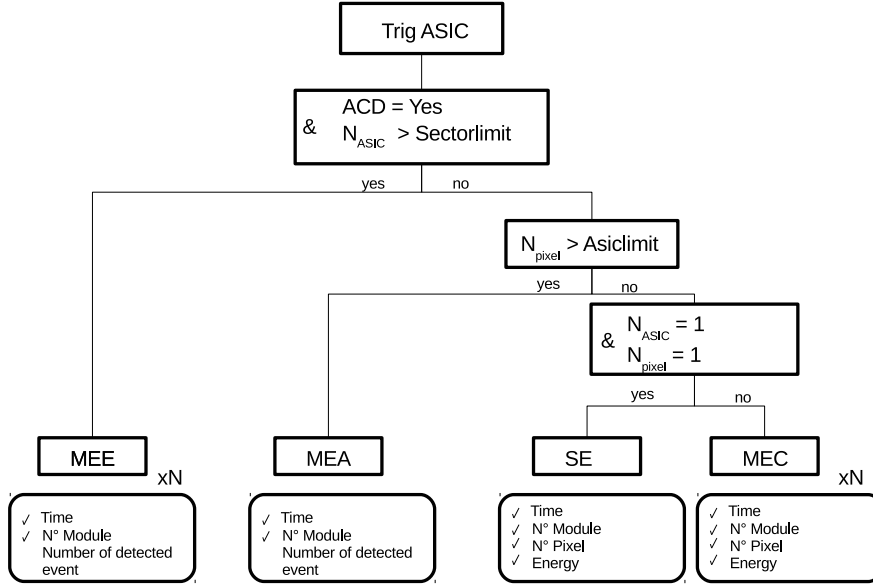 Trig ASIC
ACD = Yes
& N_ASIC > Sectorlimit
yes no
N_pixel > Asiclimit
yes no
N_ASIC = 1
&
N_pixel = 1
yes no
MEE MEA SE MEC
xN xN
✓ Time
✓ N° Module
Number of detected
event
✓ Time
✓ N° Module
Number of detected
event
✓ Time
✓ N° Module
✓ N° Pixel
✓ Energy
✓ Time
✓ N° Module
✓ N° Pixel
✓ Energy